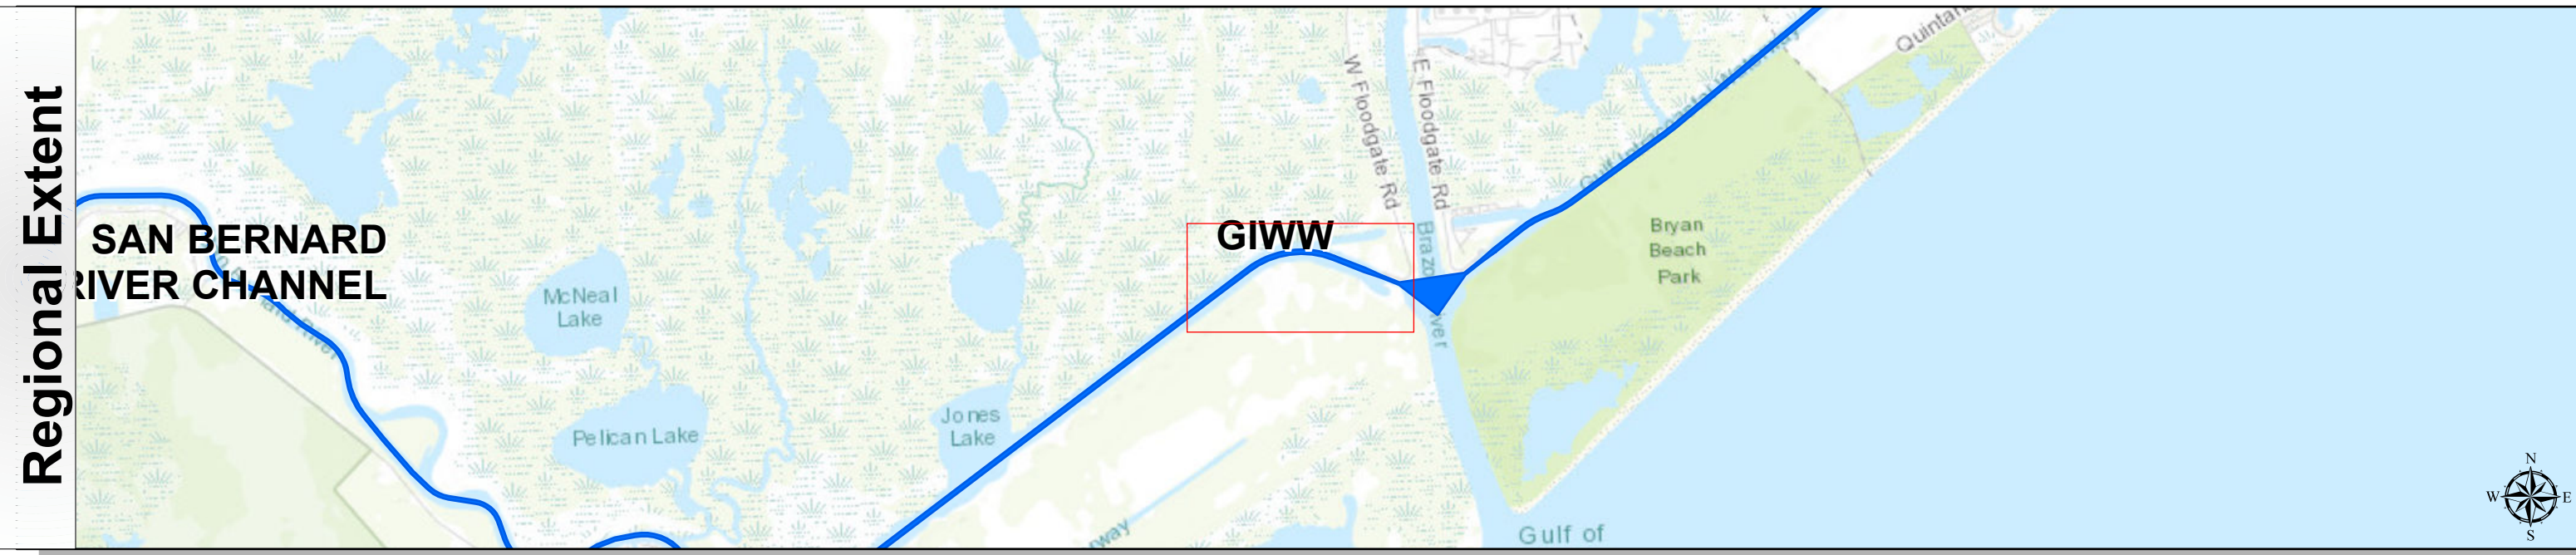 Regional Extent
SAN BERNARD
RIVER CHANNEL
McNeal
Lake
Pelican Lake
Jones
Lake
GIWW
W Floodgate Rd
E Floodgate Rd
Bryan
Beach
Park
Gulf of
N
W
E
S